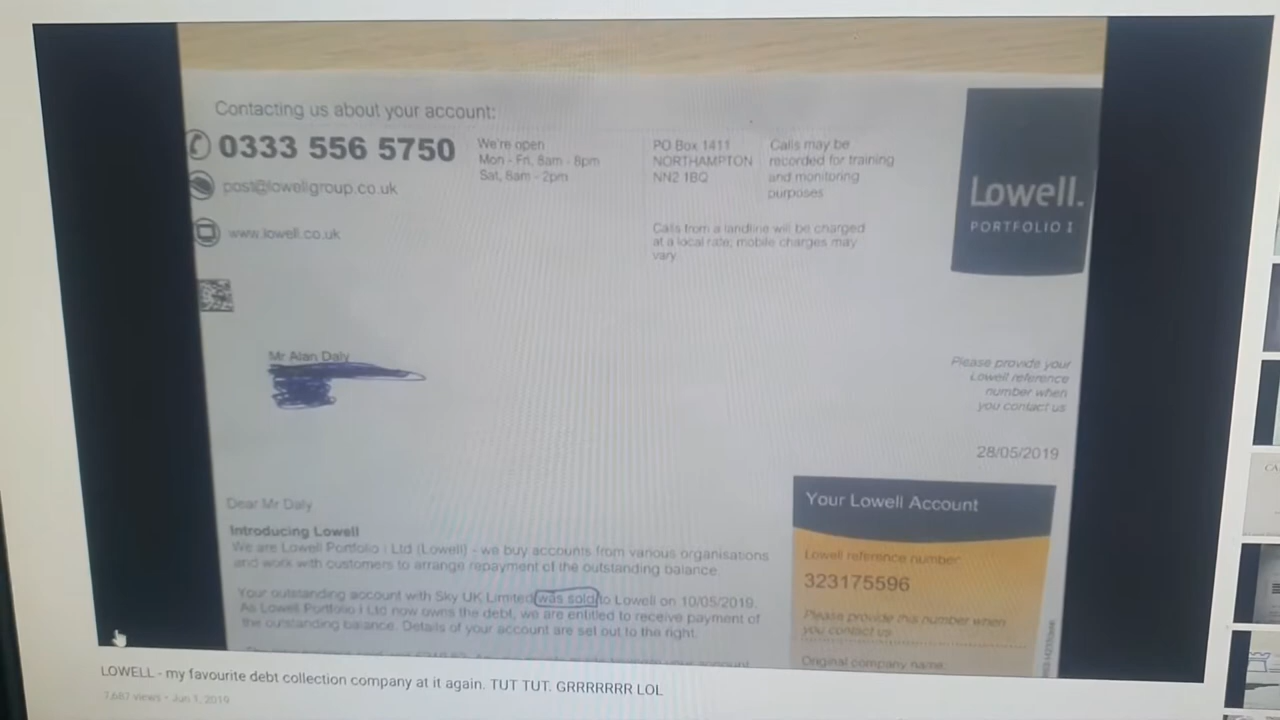 Contacting us about your account:
0333 556 5750
post@lowellgroup.co.uk
www.lowell.co.uk
We're open
Mon - Fri, 8am - 8pm
Sat, 8am - 2pm
PO Box 1411
NORTHAMPTON
NN2 1BQ
Calls may be
recorded for training
and monitoring
purposes
Calls from a landline will be charged
at a local rate; mobile charges may
vary
Lowell.
PORTFOLIO I
Mr Alan Daly
Please provide your
Lowell reference
number when
you contact us
28/05/2019
Dear Mr Daly
Introducing Lowell
We are Lowell Portfolio I Ltd (Lowell) - we buy accounts from various organisations
and work with customers to arrange repayment of the outstanding balance.
Your outstanding account with Sky UK Limited was sold to Lowell on 10/05/2019.
As Lowell Portfolio I Ltd now owns the debt, we are entitled to receive payment of
the outstanding balance. Details of your account are set out to the right.
Your Lowell Account
Lowell reference number:
323175596
Please provide this number when
you contact us
Original company name:
LOWELL - my favourite debt collection company at it again. TUT TUT. GRRRRRRR LOL
7,687 views • Jun 1, 2019